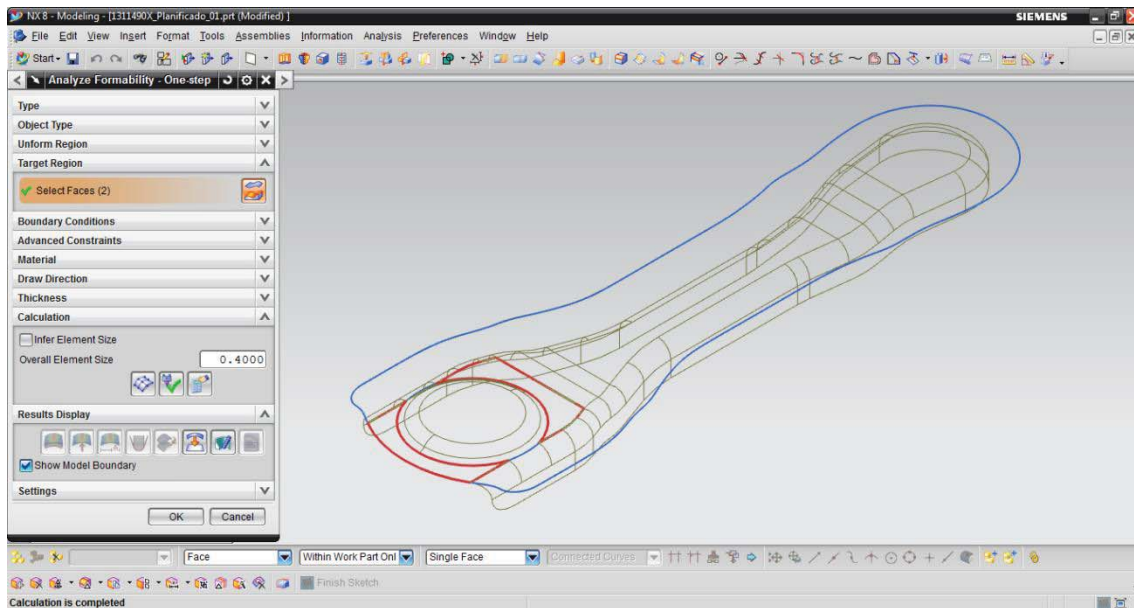 NX 8 - Modeling - [1311490X_Planificado_01.prt (Modified) ]
SIEMENS
File Edit View Insert Format Tools Assemblies Information Analysis Preferences Window Help
Start
Analyze Formability - One-step
Type
Object Type
Unform Region
Target Region
Select Faces (2)
Boundary Conditions
Advanced Constraints
Material
Draw Direction
Thickness
Calculation
Infer Element Size
Overall Element Size 0.4000
Results Display
Show Model Boundary
Settings
OK Cancel
Face Within Work Part Onl Single Face Connected Curves
Finish Sketch
Calculation is completed